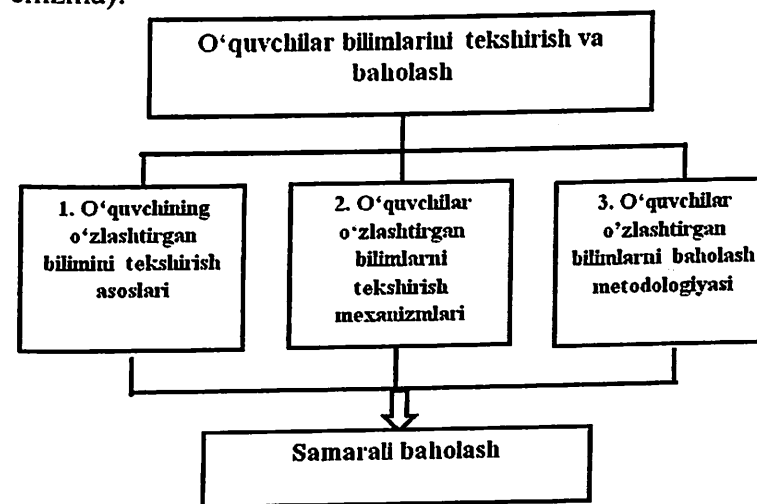 chizma).
O‘quvchilar bilimlarini tekshirish va
baholash
1. O‘quvchining
o‘zlashtirgan
bilimini tekshirish
asoslari
2. O‘quvchilar
o‘zlashtirgan
bilimlarni
tekshirish
mexanizmlari
3. O‘quvchilar
o’zlashtirgan
bilimlarni baholash
metodologiyasi
Samarali baholash